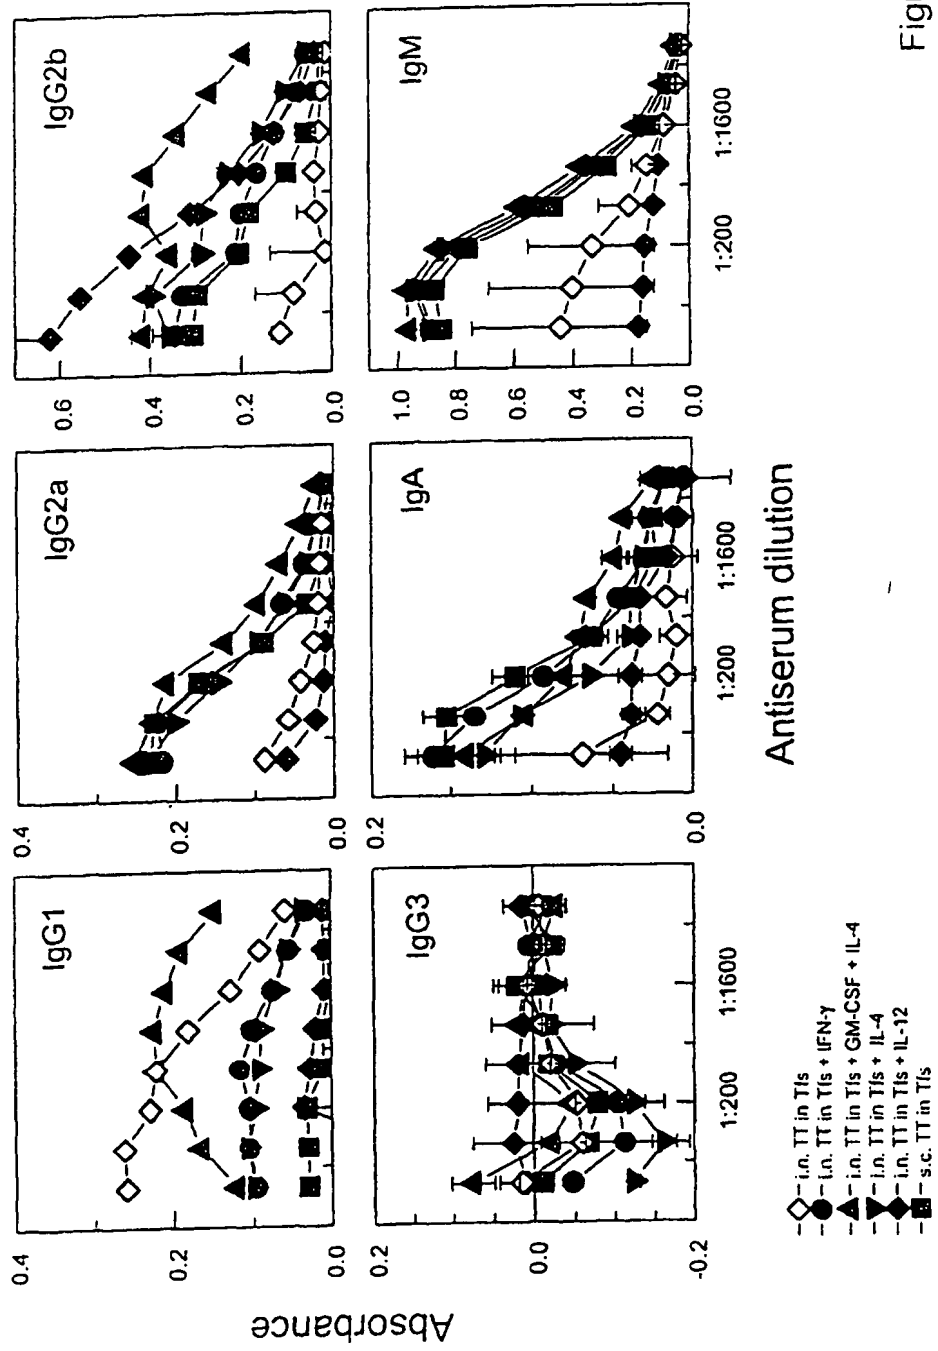 Figu
Absorbance
IgG1
0.4
0.2
0.0
IgG2a
0.4
0.2
0.0
IgG2b
0.6
0.4
0.2
0.0
IgG3
0.2
0.0
-0.2
1:200
1:1600
IgA
0.2
0.0
1:200
1:1600
IgM
1.0
0.8
0.6
0.4
0.2
0.0
1:200
1:1600
Antiserum dilution
i.n. TT in Tfs
i.n. TT in Tfs + IFN-γ
i.n. TT in Tfs + GM-CSF + IL-4
i.n. TT in Tfs + IL-4
i.n. TT in Tfs + IL-12
s.c. TT in Tfs